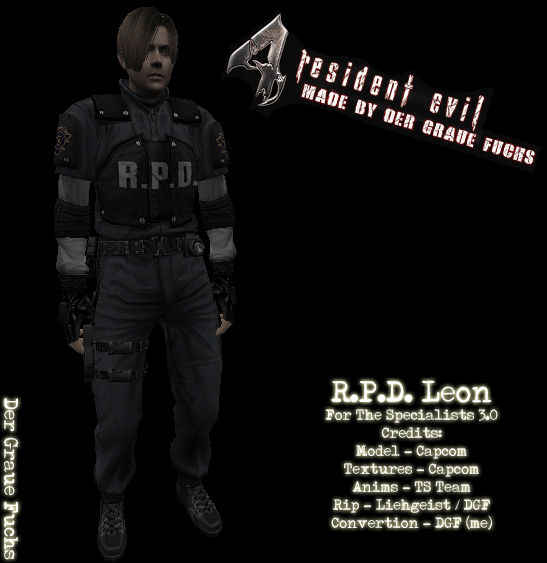 4 resident evil
MADE BY DER GRAUE FUCHS
R.P.D.
R.P.D. Leon
For The Specialists 3.0
Credits:
Model - Capcom
Textures - Capcom
Anims - TS Team
Rip - Liehgeist / DGF
Convertion - DGF (me)
Der Graue Fuchs